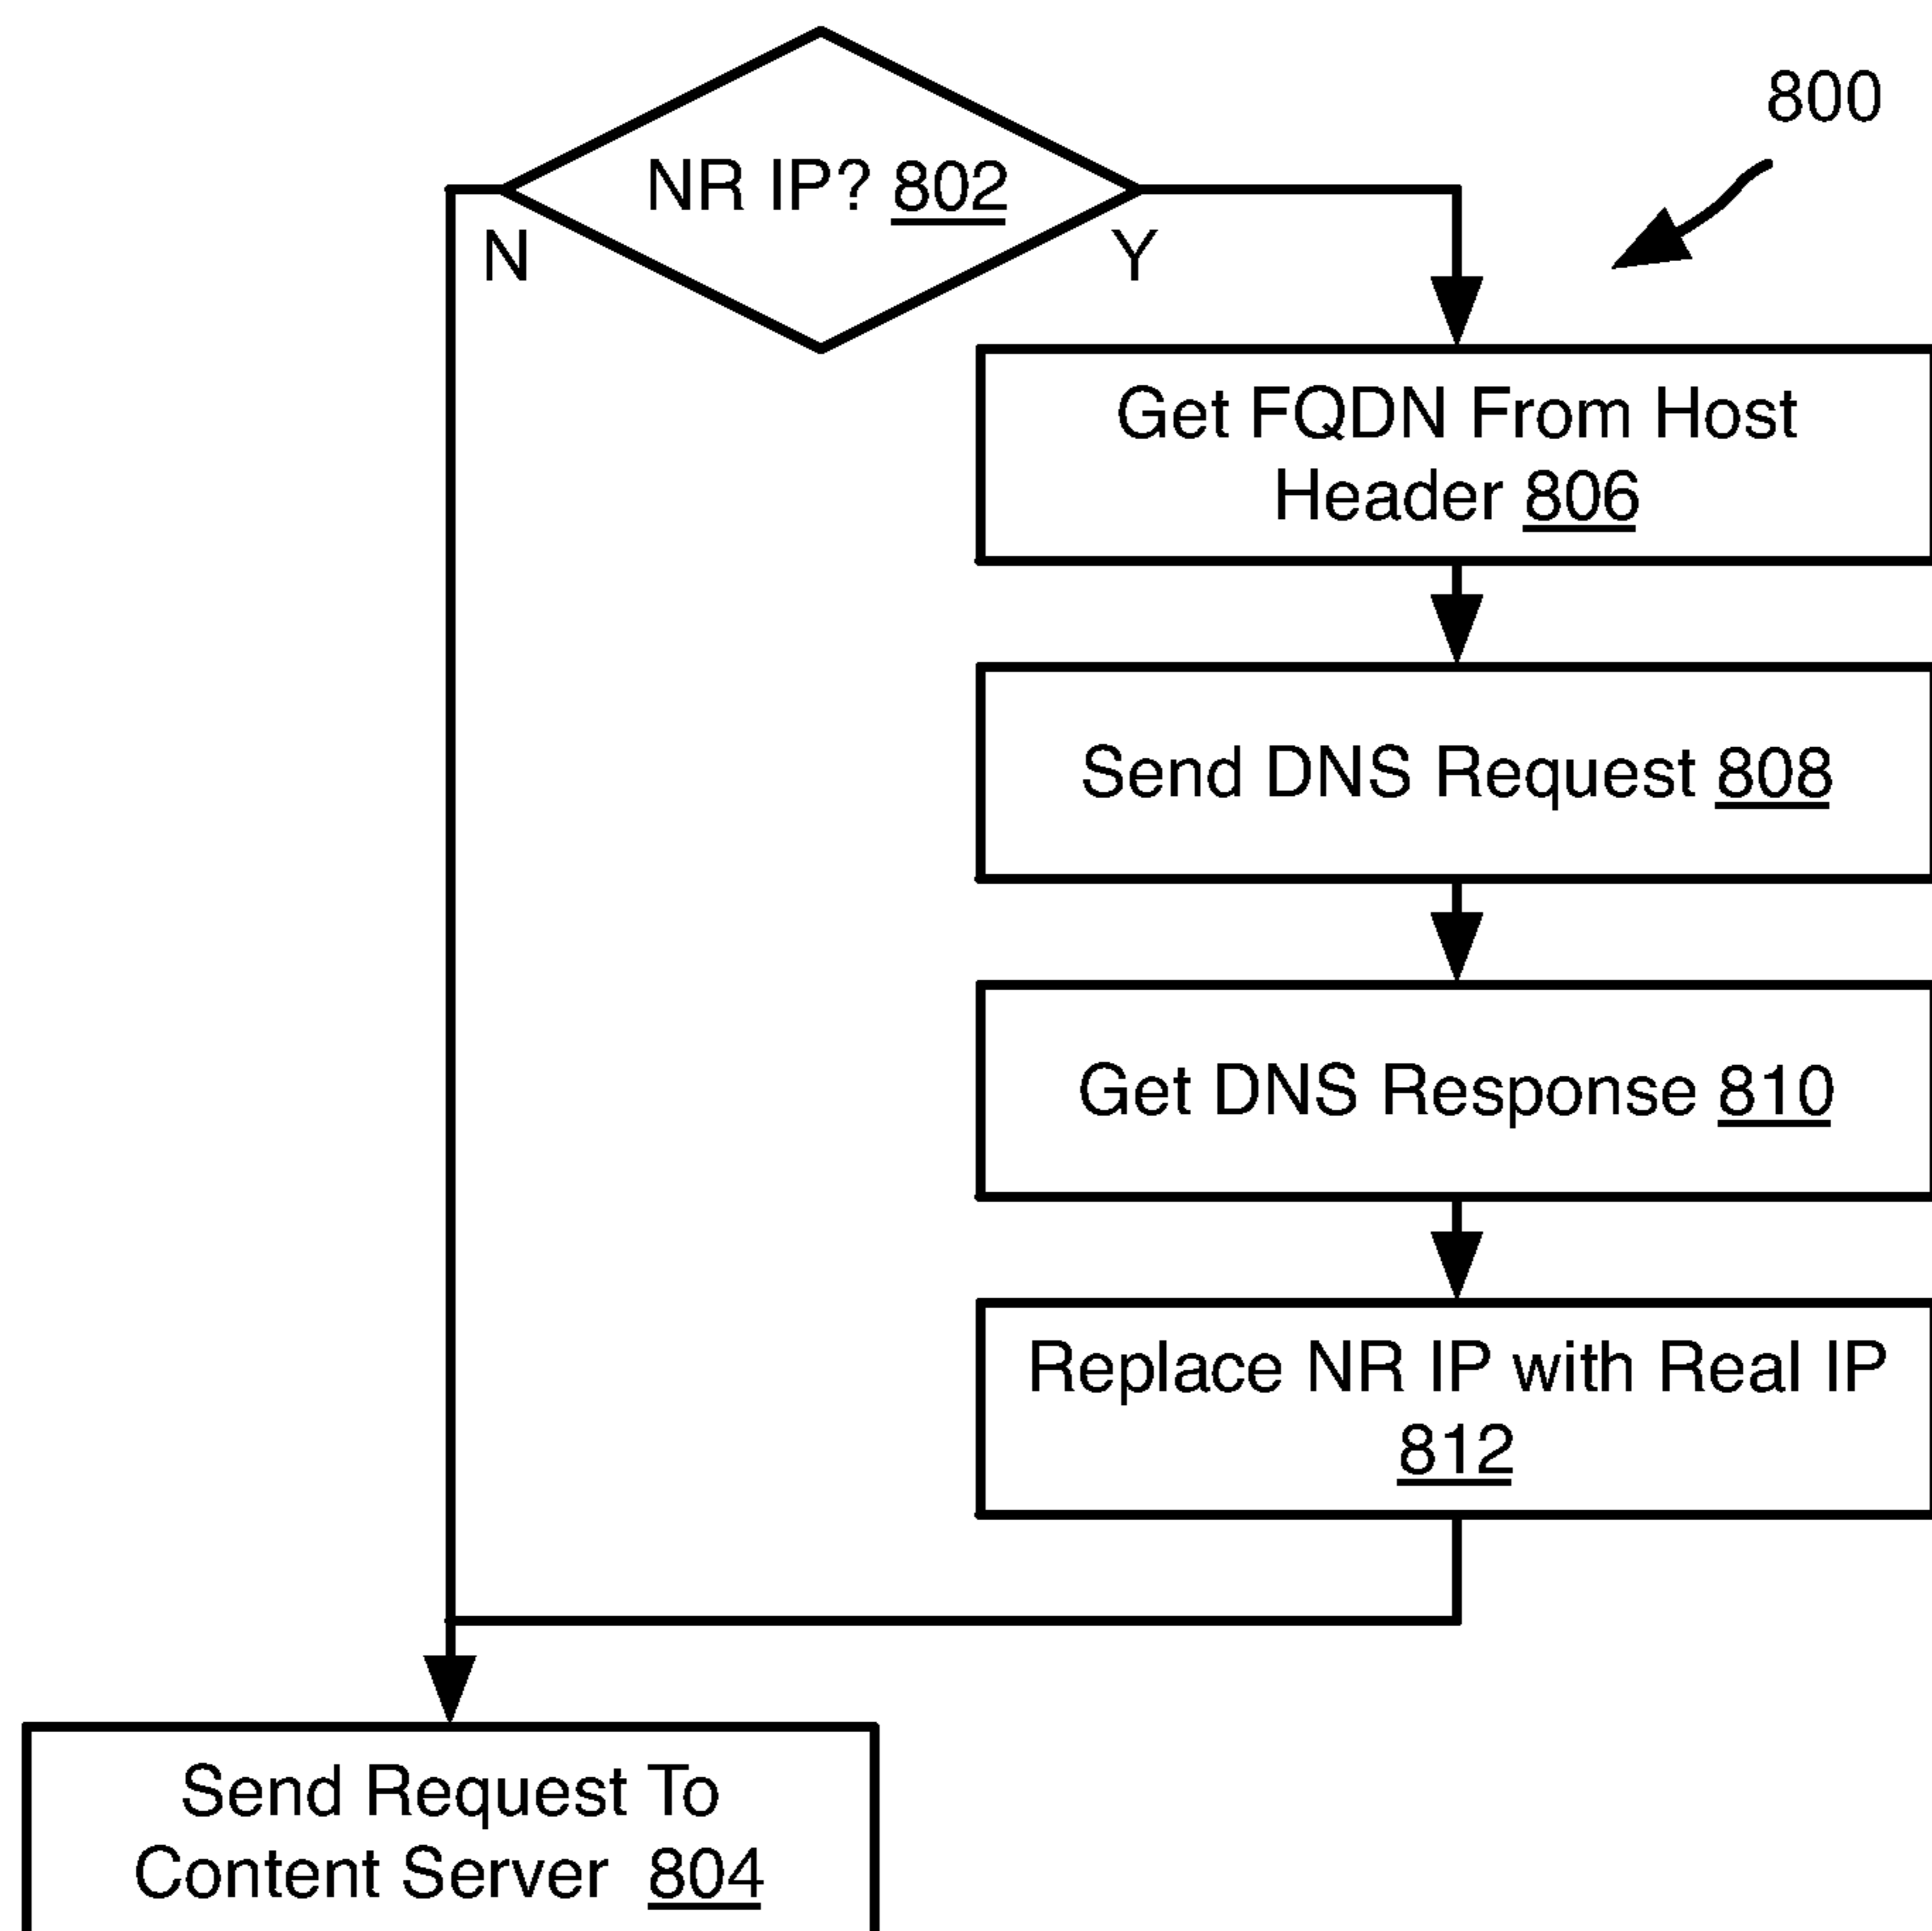 800
NR IP? 802
N
Y
Get FQDN From Host
Header 806
Send DNS Request 808
Get DNS Response 810
Replace NR IP with Real IP
812
Send Request To
Content Server 804